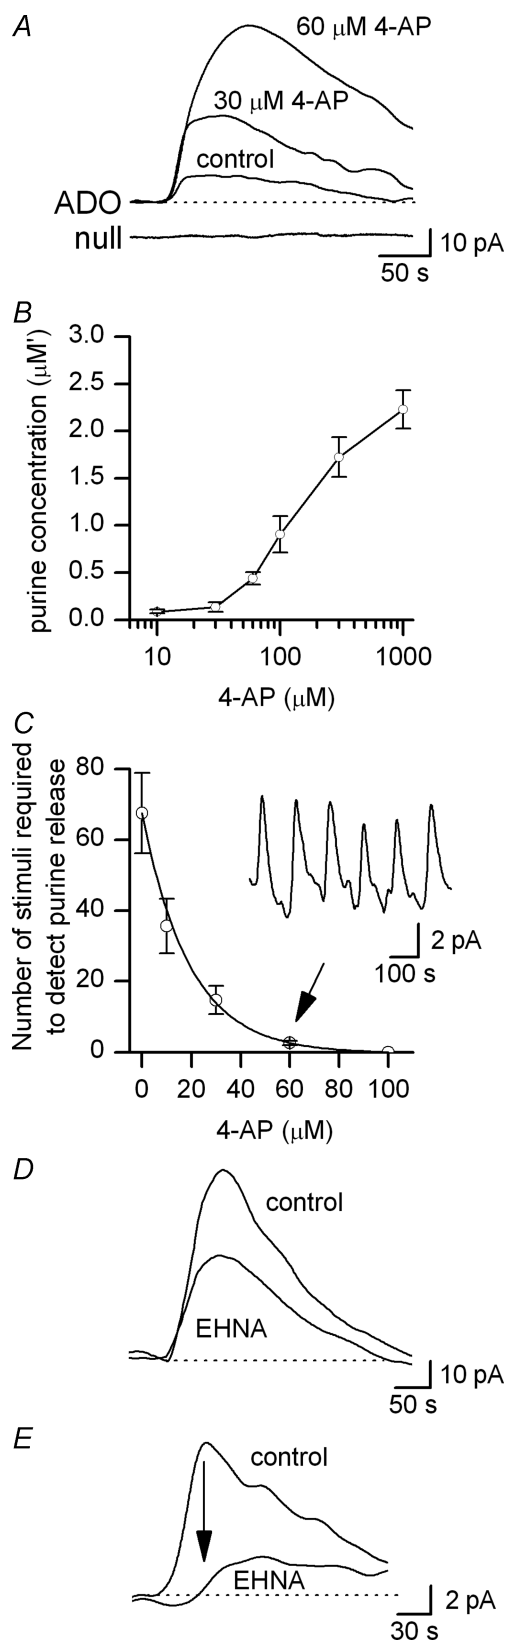 A
60 μM 4-AP
30 μM 4-AP
control
ADO
null
10 pA
50 s
B
purine concentration (μM')
3.0
2.5
2.0
1.5
1.0
0.5
0.0
10 100 1000
4-AP (μM)
C
Number of stimuli required
to detect purine release
80
60
40
20
0
2 pA
100 s
0 20 40 60 80 100
4-AP (μM)
D
control
EHNA
10 pA
50 s
E
control
EHNA
2 pA
30 s